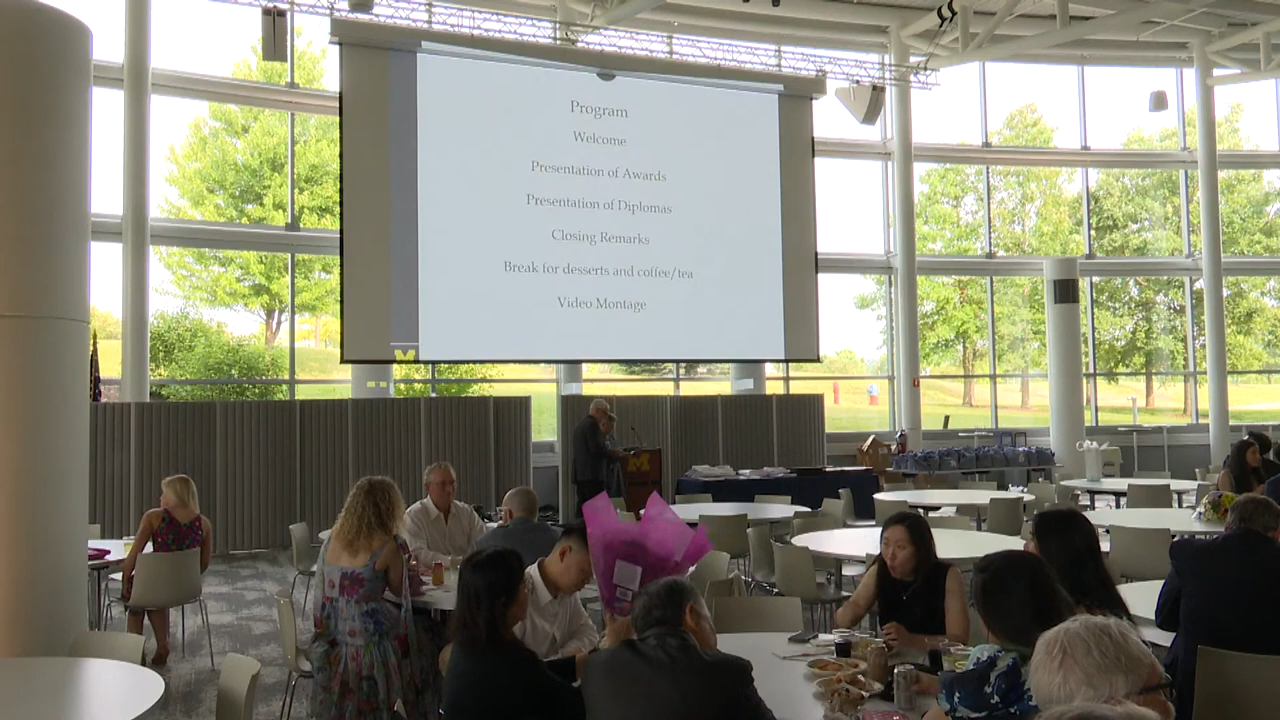 Program
Welcome
Presentation of Awards
Presentation of Diplomas
Closing Remarks
Break for desserts and coffee/tea
Video Montage
M
M